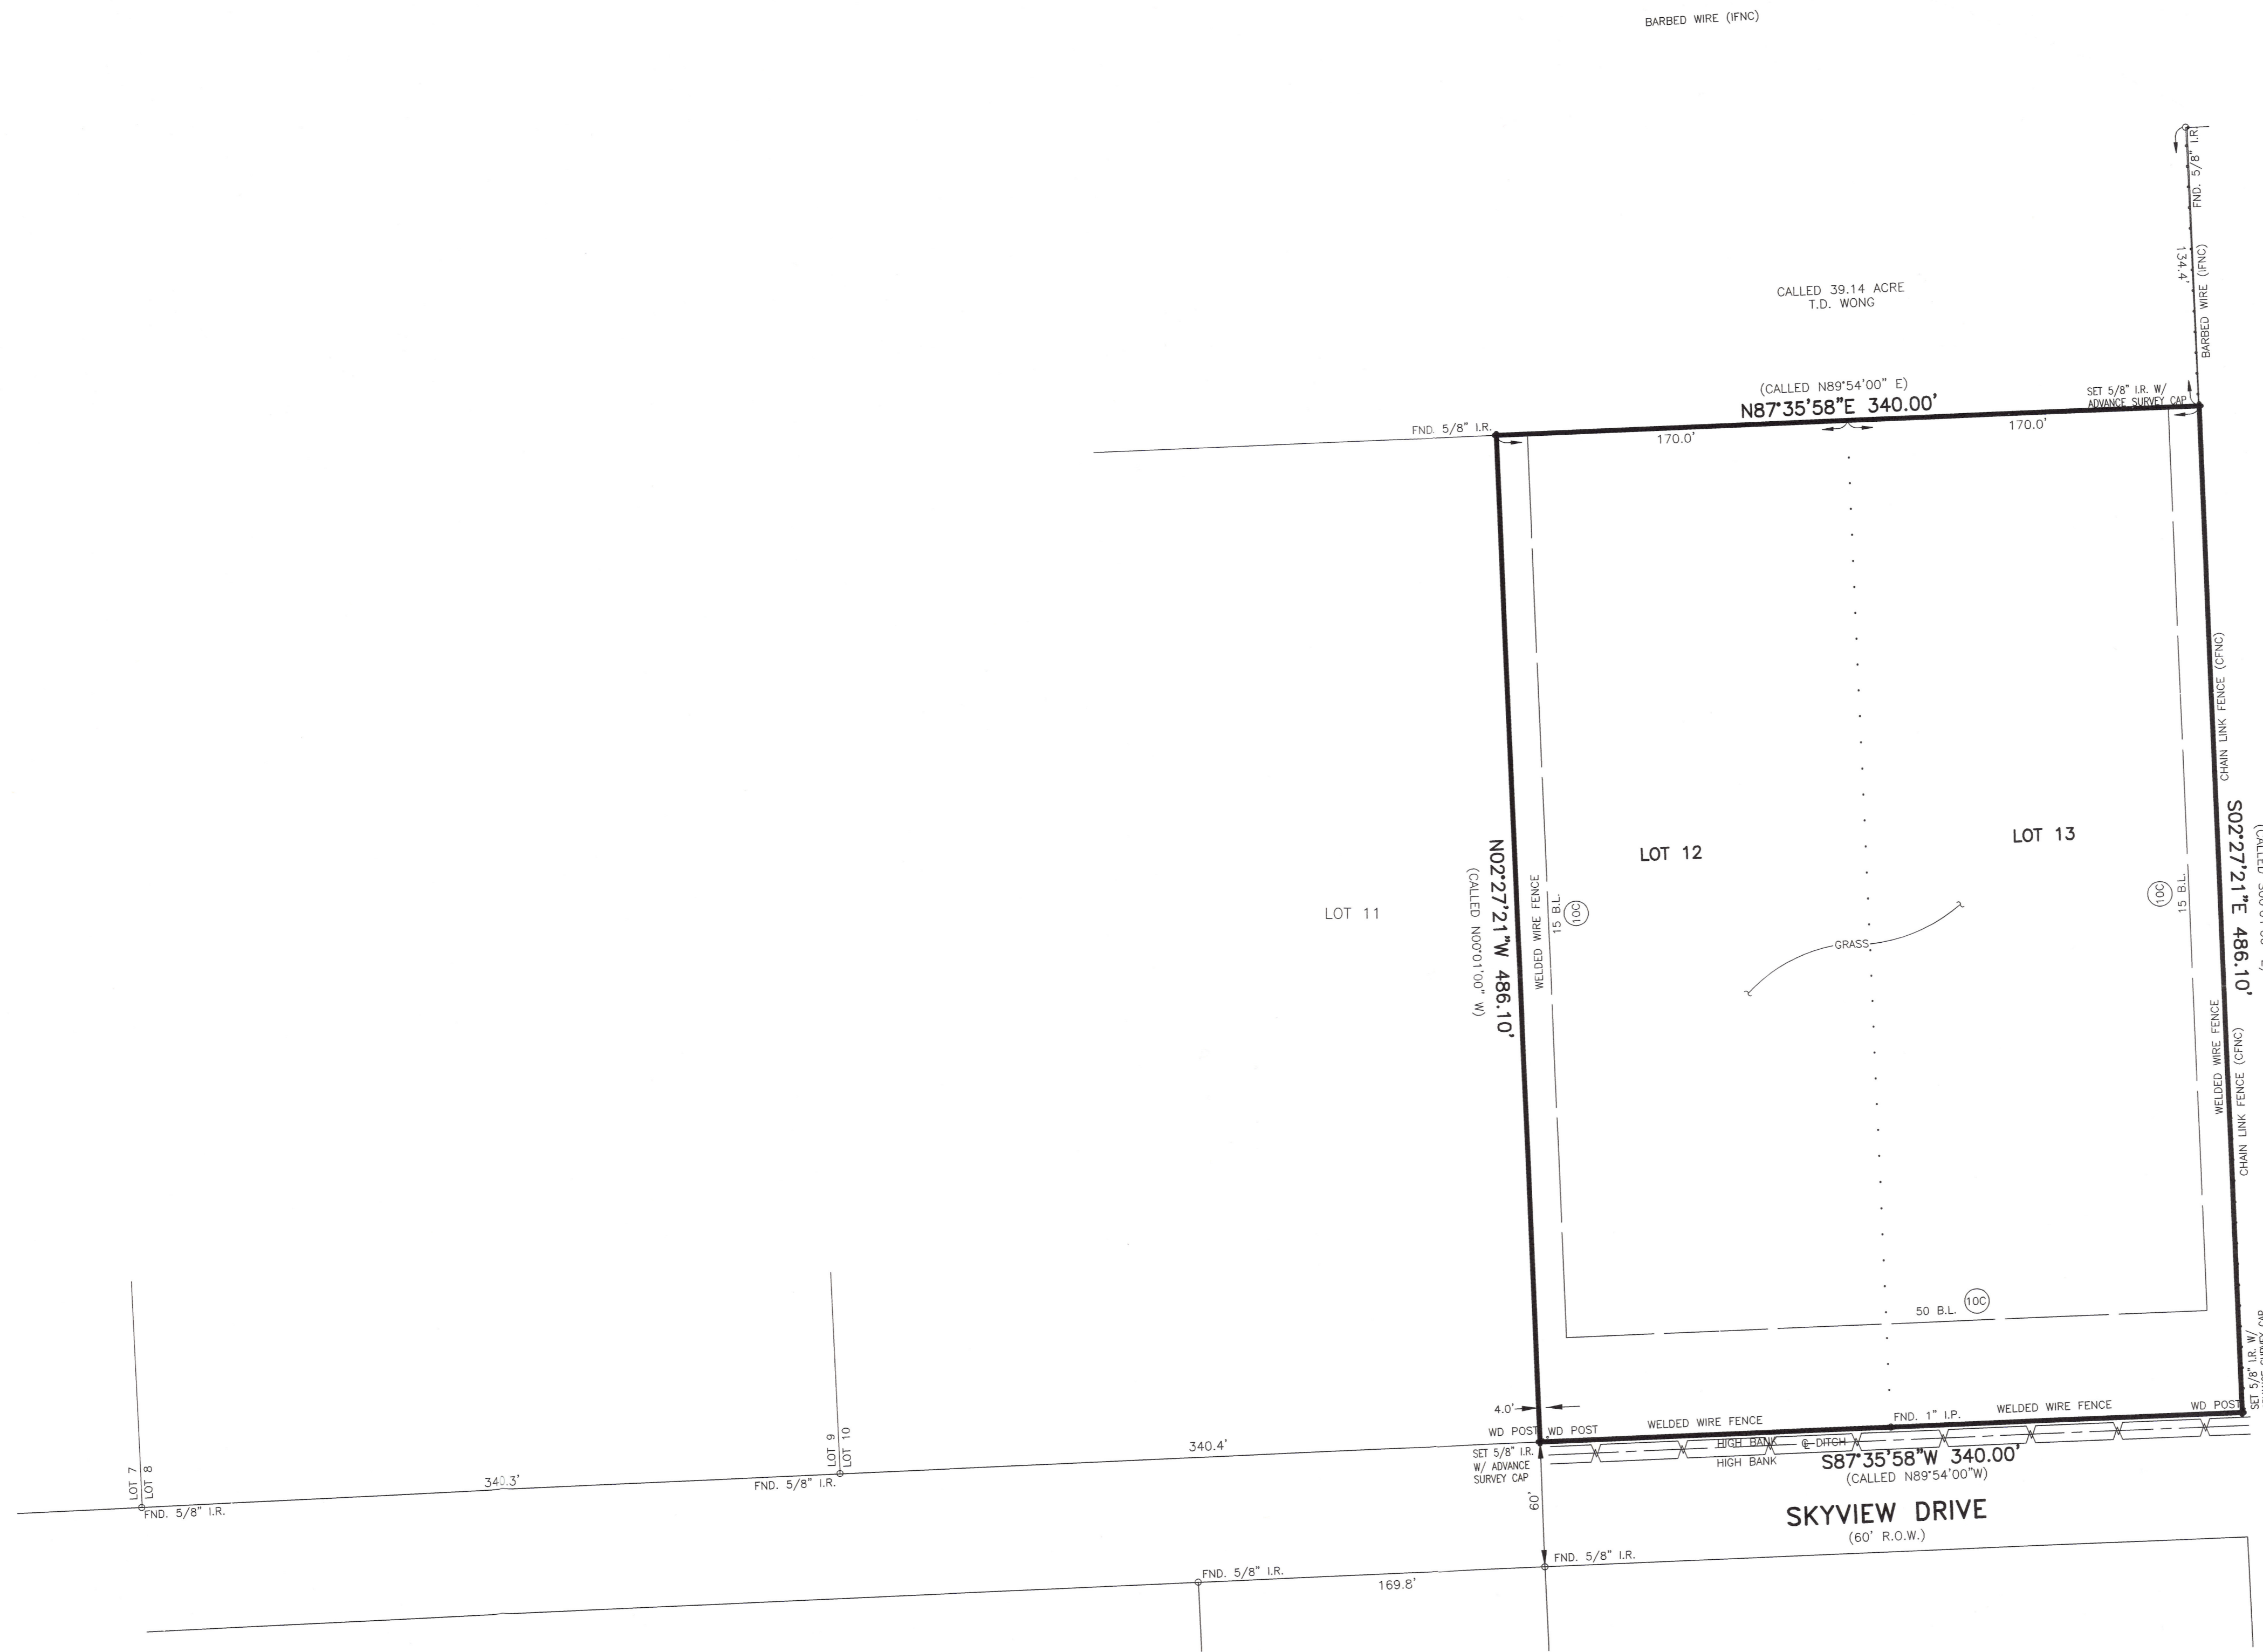 BARBED WIRE (IFNC)
FND. 5/8" I.R.
134.4'
BARBED WIRE (IFNC)
CALLED 39.14 ACRE
T.D. WONG
(CALLED N89°54'00" E)
N87°35'58"E 340.00'
SET 5/8" I.R. W/
ADVANCE SURVEY CAP
FND. 5/8" I.R.
170.0'
170.0'
CHAIN LINK FENCE (CFNC)
LOT 12
LOT 13
LOT 11
N02°27'21"W 486.10'
(CALLED N00°01'00" W)
WELDED WIRE FENCE
15 B.L.
10C
GRASS
10C
15 B.L.
S02°27'21"E 486.10'
WELDED WIRE FENCE
CHAIN LINK FENCE (CFNC)
50 B.L.
10C
4.0'
WD POST
WD POST
WELDED WIRE FENCE
FND. 1" I.P.
WELDED WIRE FENCE
WD POST
SET 5/8" I.R. W/
SET 5/8" I.R.
W/ ADVANCE
SURVEY CAP
HIGH BANK
℄ DITCH
HIGH BANK
S87°35'58"W 340.00'
(CALLED N89°54'00"W)
SKYVIEW DRIVE
(60' R.O.W.)
60'
LOT 7
LOT 8
FND. 5/8" I.R.
340.3'
LOT 9
LOT 10
FND. 5/8" I.R.
340.4'
FND. 5/8" I.R.
169.8'
FND. 5/8" I.R.